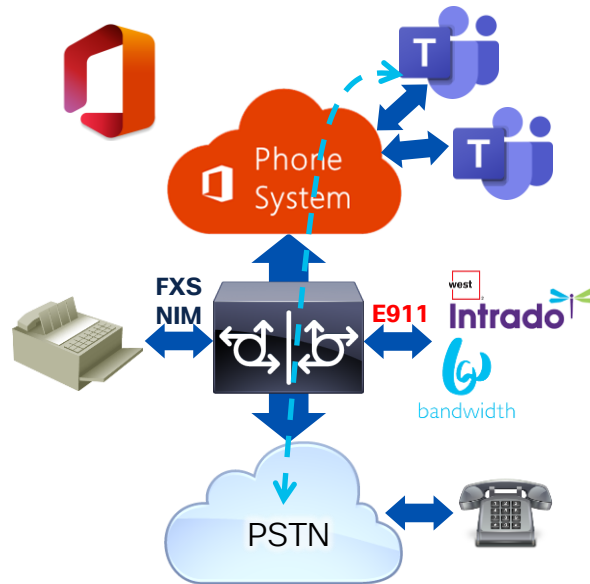 T
T
Phone
System
FXS
NIM
E911
west
Intrado
bandwidth
PSTN